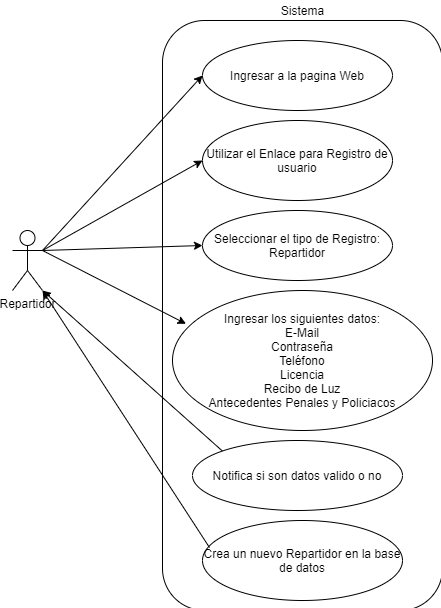 Sistema
Ingresar a la pagina Web
Utilizar el Enlace para Registro de
usuario
Seleccionar el tipo de Registro:
Repartidor
Repartidor
Ingresar los siguientes datos:
E-Mail
Contraseña
Teléfono
Licencia
Recibo de Luz
Antecedentes Penales y Policiacos
Notifica si son datos valido o no
Crea un nuevo Repartidor en la base
de datos